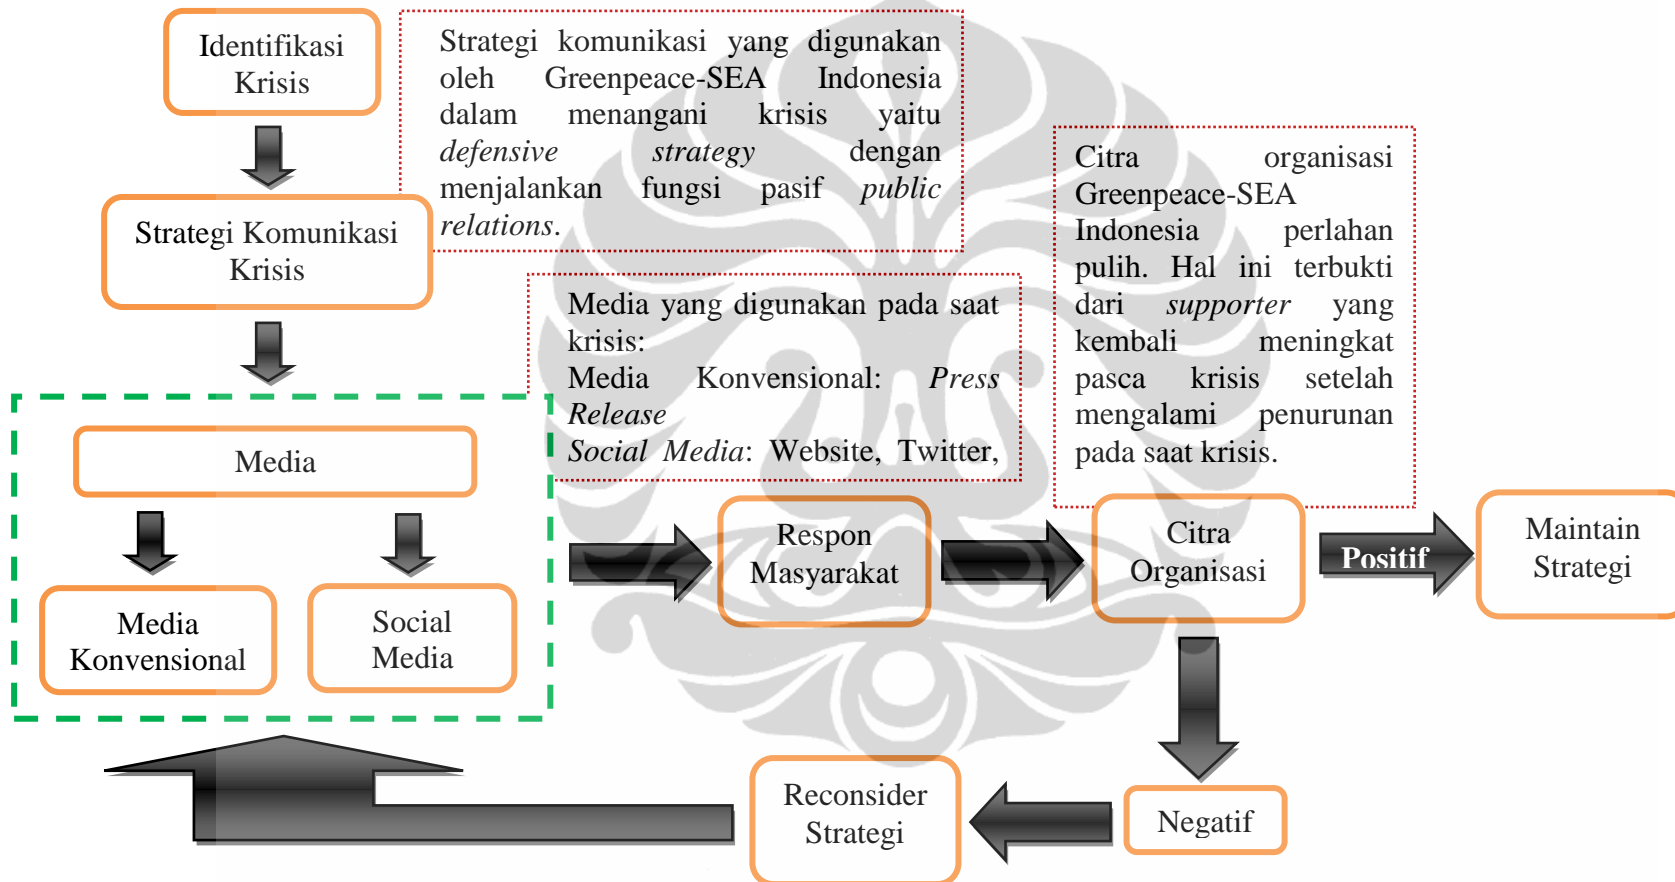 Identifikasi
Krisis
Strategi komunikasi yang digunakan
oleh Greenpeace-SEA Indonesia
dalam menangani krisis yaitu
defensive strategy dengan
menjalankan fungsi pasif public
relations.
Strategi Komunikasi
Krisis
Citra organisasi
Greenpeace-SEA
Indonesia perlahan
pulih. Hal ini terbukti
dari supporter yang
kembali meningkat
pasca krisis setelah
mengalami penurunan
pada saat krisis.
Media yang digunakan pada saat
krisis:
Media Konvensional: Press
Release
Social Media: Website, Twitter,
Media
Media
Konvensional
Social
Media
Respon
Masyarakat
Citra
Organisasi
Positif
Maintain
Strategi
Negatif
Reconsider
Strategi